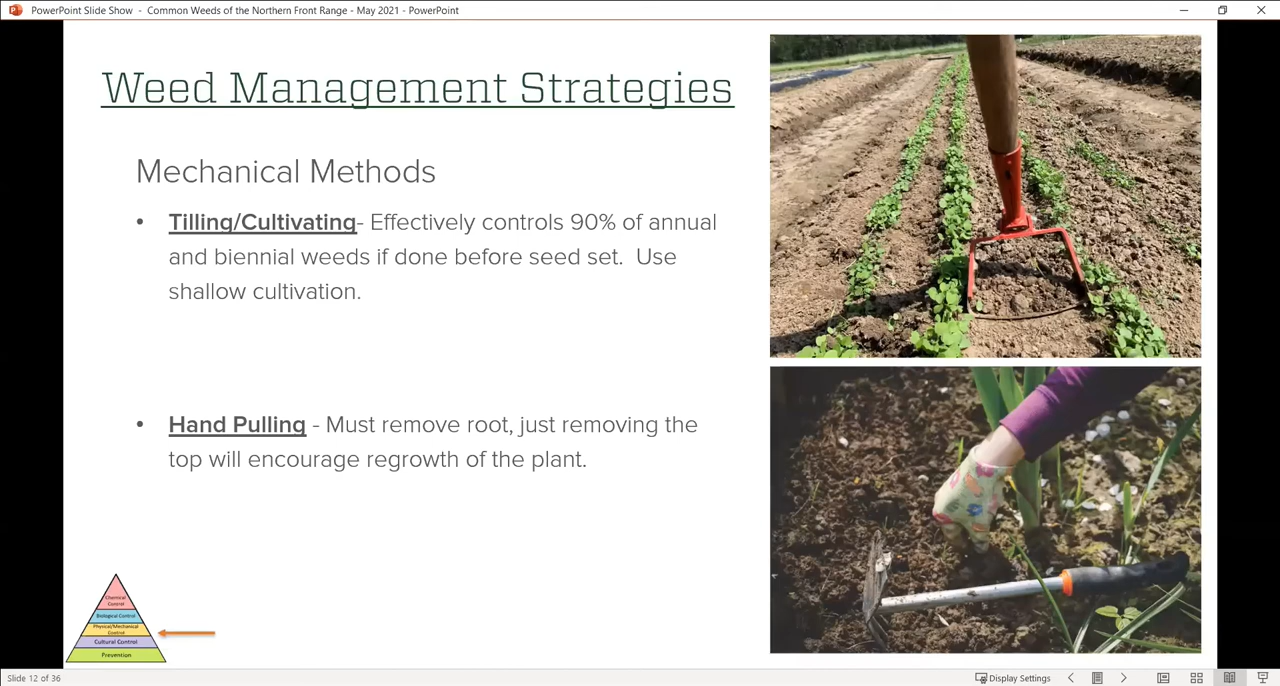 PowerPoint Slide Show - Common Weeds of the Northern Front Range - May 2021 - PowerPoint
Weed Management Strategies
Mechanical Methods
• Tilling/Cultivating- Effectively controls 90% of annual
and biennial weeds if done before seed set. Use
shallow cultivation.
• Hand Pulling - Must remove root, just removing the
top will encourage regrowth of the plant.
Chemical
Control
Biological Control
Physical/Mechanical
Control
Cultural Control
Prevention
Slide 12 of 36
Display Settings